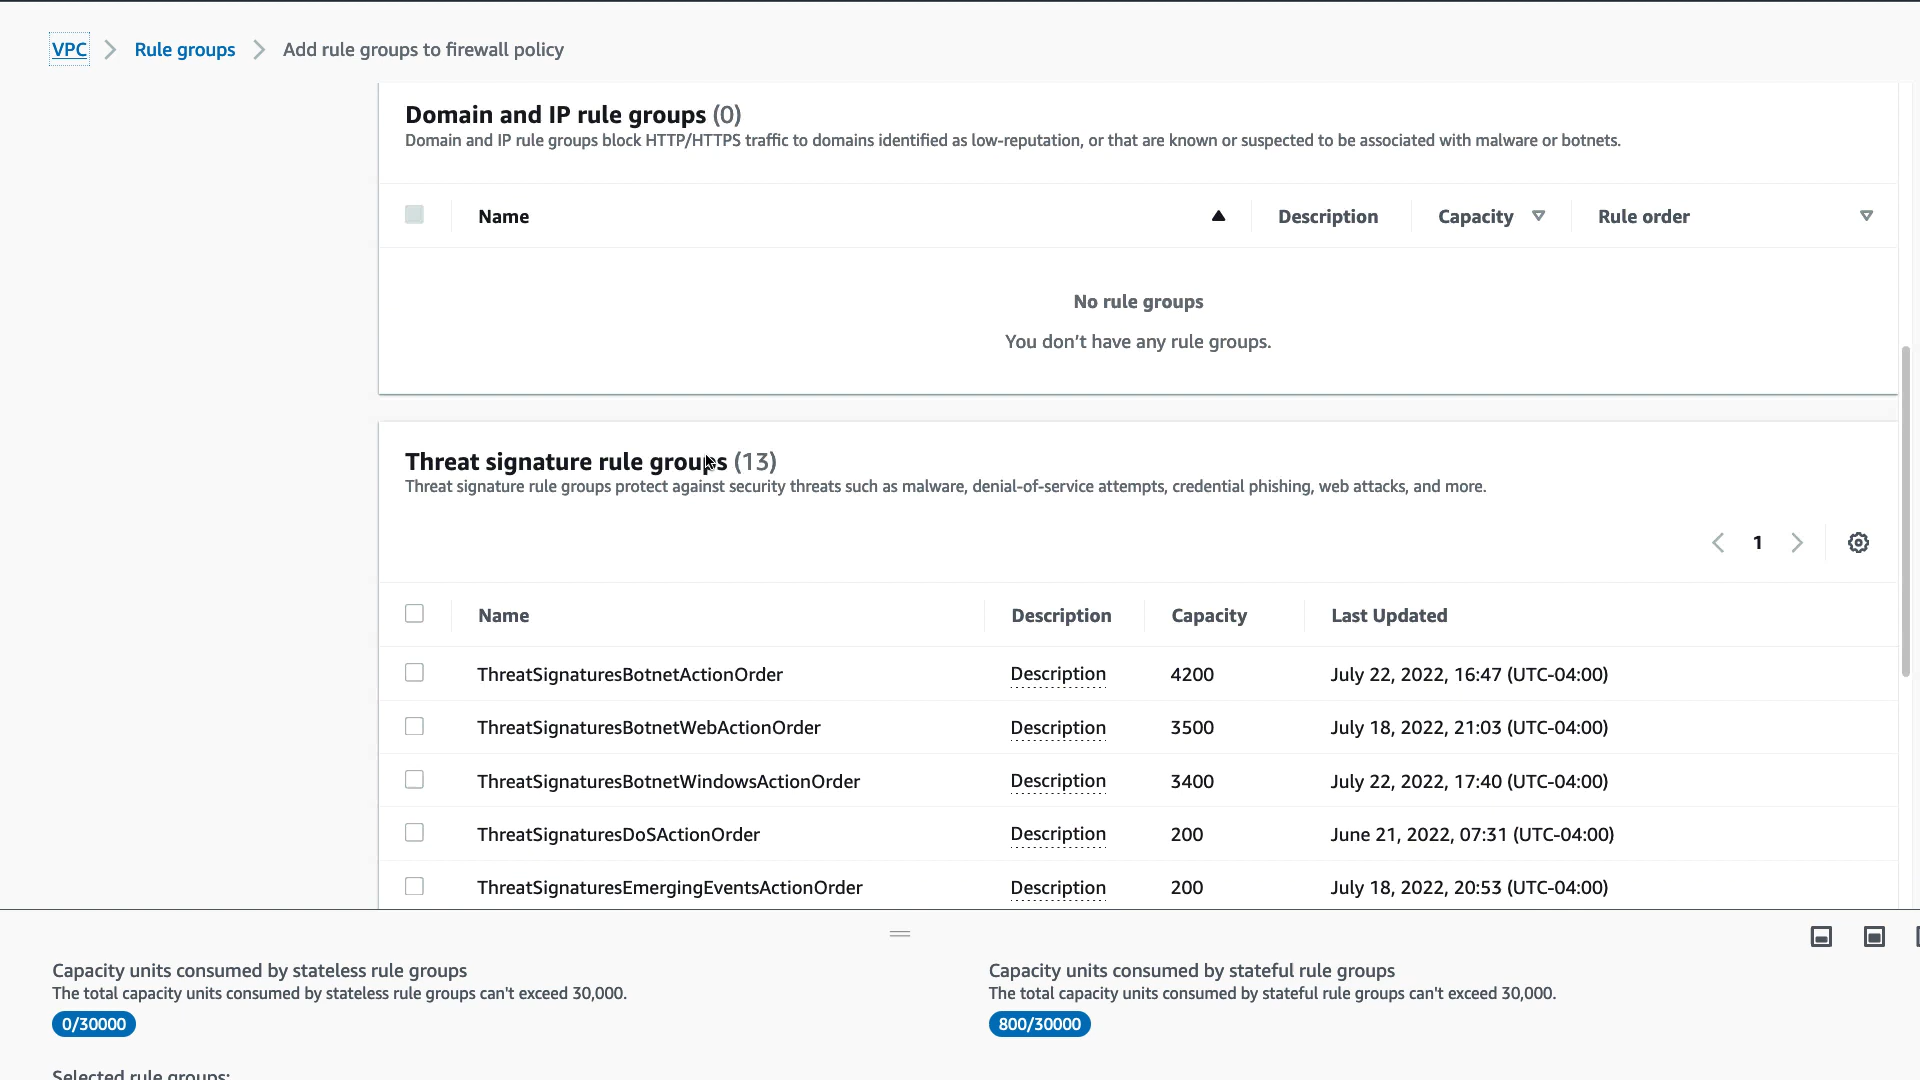 VPC Rule groups Add rule groups to firewall policy
Domain and IP rule groups (0)
Domain and IP rule groups block HTTP/HTTPS traffic to domains identified as low-reputation, or that are known or suspected to be associated with malware or botnets.
Name Description Capacity Rule order
No rule groups
You don't have any rule groups.
Threat signature rule groups (13)
Threat signature rule groups protect against security threats such as malware, denial-of-service attempts, credential phishing, web attacks, and more.
1
Name Description Capacity Last Updated
ThreatSignaturesBotnetActionOrder Description 4200 July 22, 2022, 16:47 (UTC-04:00)
ThreatSignaturesBotnetWebActionOrder Description 3500 July 18, 2022, 21:03 (UTC-04:00)
ThreatSignaturesBotnetWindowsActionOrder Description 3400 July 22, 2022, 17:40 (UTC-04:00)
ThreatSignaturesDoSActionOrder Description 200 June 21, 2022, 07:31 (UTC-04:00)
ThreatSignaturesEmergingEventsActionOrder Description 200 July 18, 2022, 20:53 (UTC-04:00)
Capacity units consumed by stateless rule groups
The total capacity units consumed by stateless rule groups can't exceed 30,000.
0/30000
Capacity units consumed by stateful rule groups
The total capacity units consumed by stateful rule groups can't exceed 30,000.
800/30000
Selected rule groups: